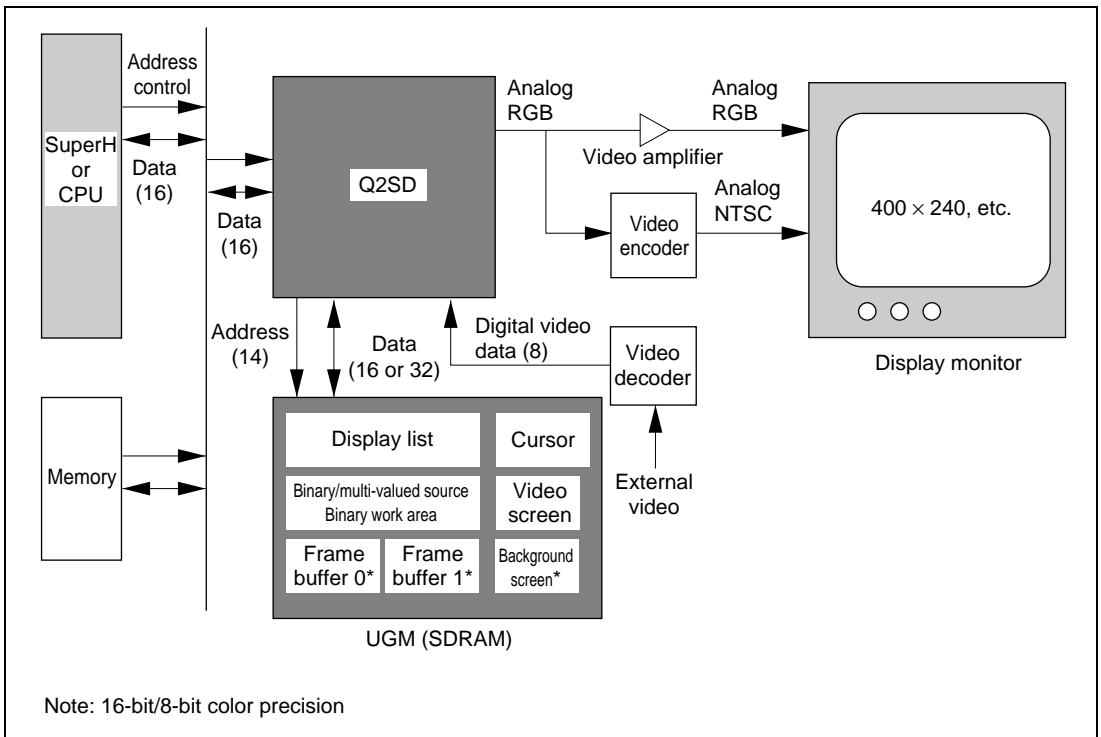 Address
control
SuperH
or
CPU
Data
(16)
Data
(16)
Q2SD
Analog
RGB
Video amplifier
Analog
RGB
Analog
NTSC
Video
encoder
400 × 240, etc.
Display monitor
Address
(14)
Data
(16 or 32)
Digital video
data (8)
Video
decoder
External
video
Memory
Display list
Cursor
Binary/multi-valued source
Binary work area
Video
screen
Frame
buffer 0*
Frame
buffer 1*
Background
screen*
UGM (SDRAM)
Note: 16-bit/8-bit color precision